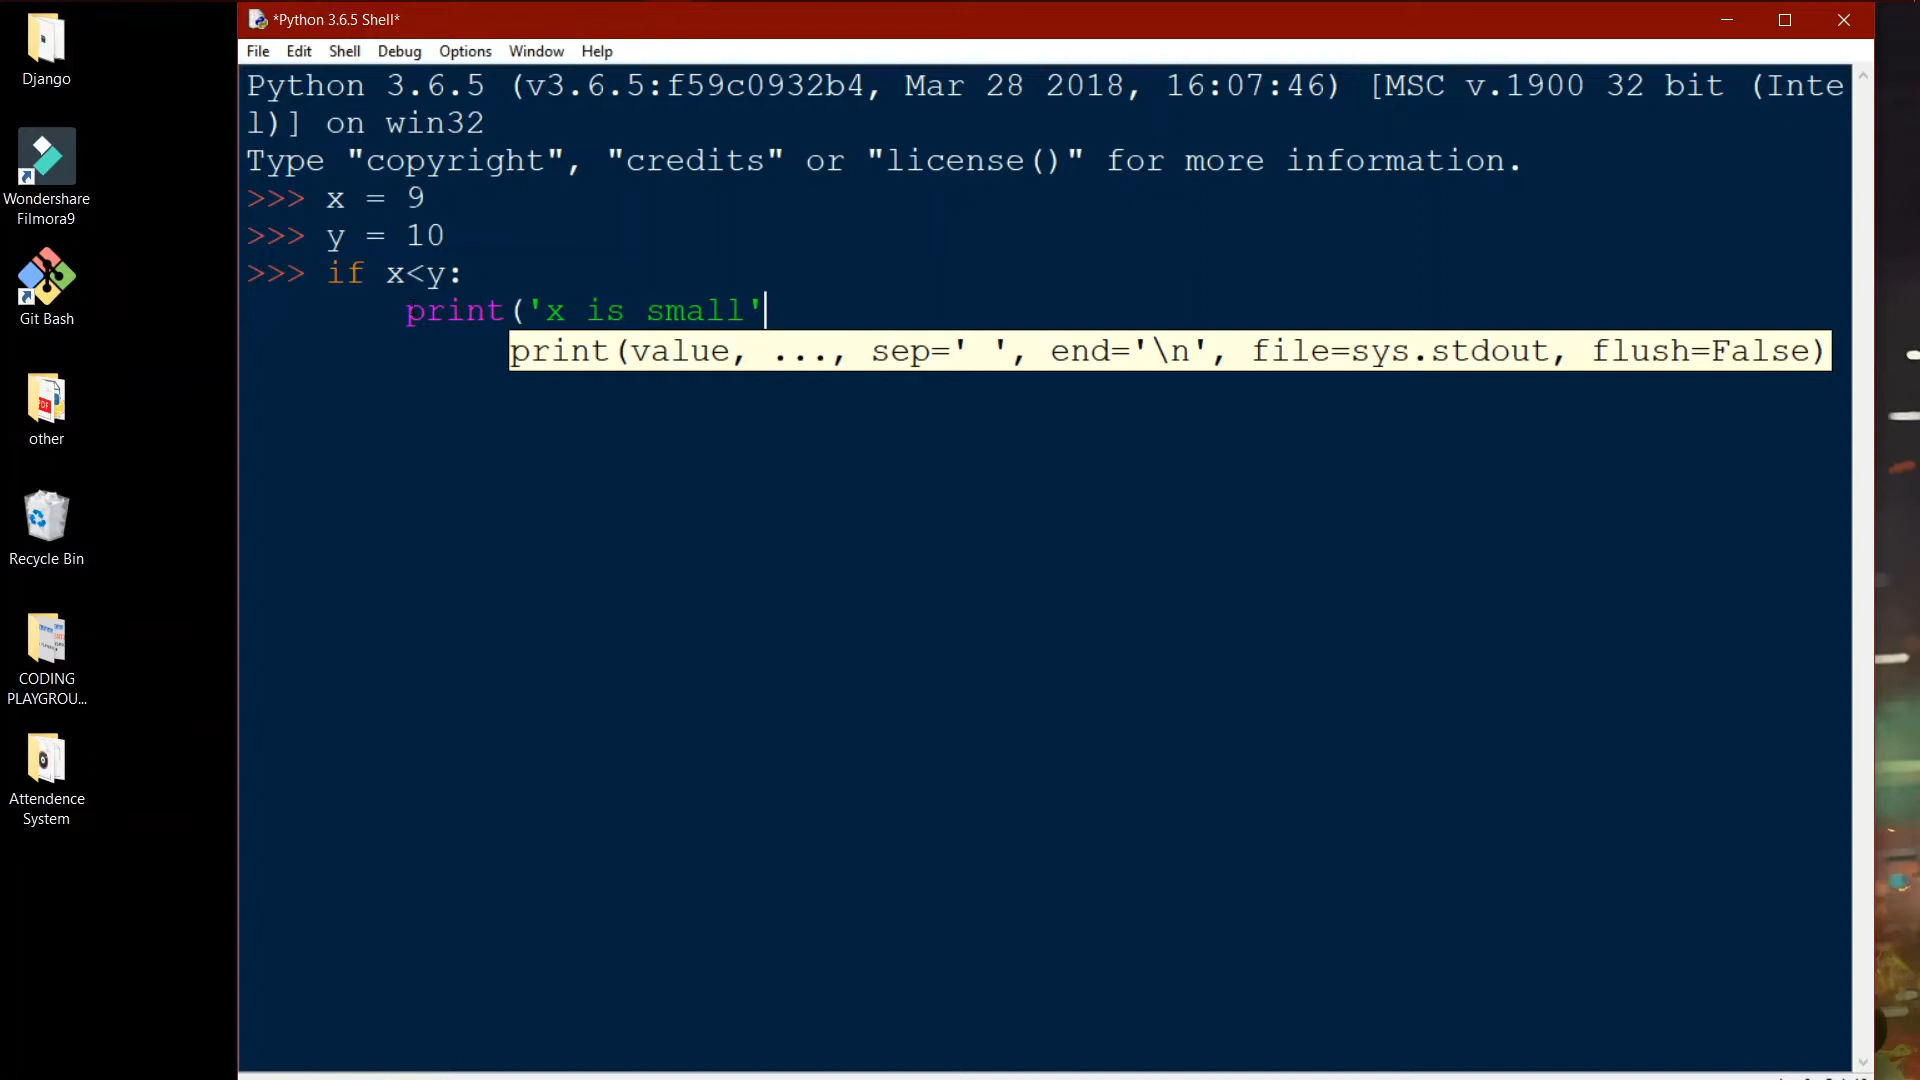 *Python 3.6.5 Shell*
File Edit Shell Debug Options Window Help
Python 3.6.5 (v3.6.5:f59c0932b4, Mar 28 2018, 16:07:46) [MSC v.1900 32 bit (Inte
l)] on win32
Type "copyright", "credits" or "license()" for more information.
>>> x = 9
>>> y = 10
>>> if x<y:
print('x is small'
print(value, ..., sep=' ', end='\n', file=sys.stdout, flush=False)
Django
Wondershare
Filmora9
Git Bash
other
Recycle Bin
CODING
PLAYGROU...
Attendence
System